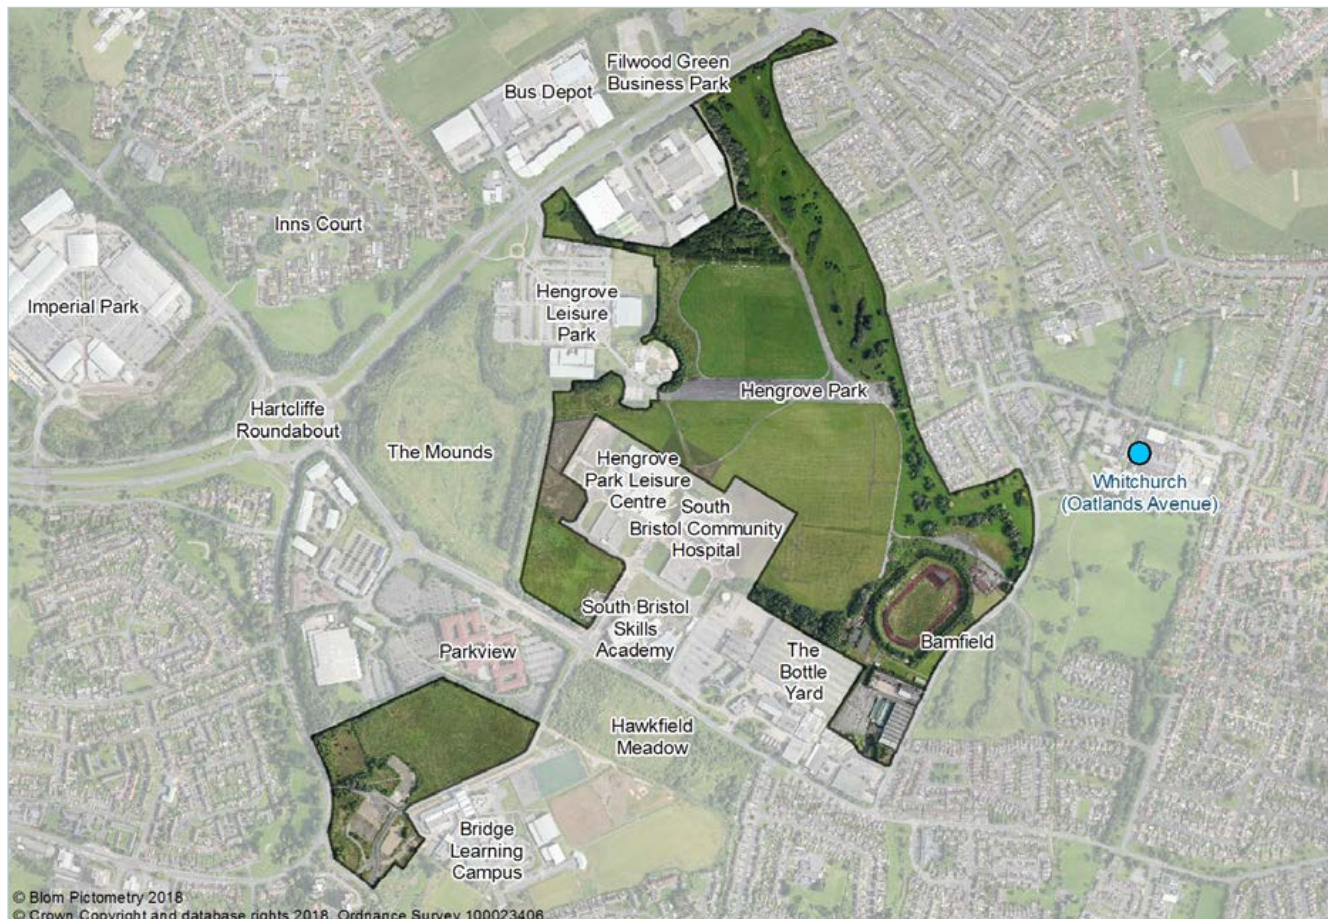 Filwood Green
Business Park
Bus Depot
Inns Court
Imperial Park
Hengrove
Leisure
Park
Hengrove Park
Hartcliffe
Roundabout
The Mounds
Hengrove
Park Leisure
Centre
South
Bristol Community
Hospital
Whitchurch
(Oatlands Avenue)
South Bristol
Skills
Academy
Parkview
The
Bottle
Yard
Bamfield
Hawkfield
Meadow
Bridge
Learning
Campus
© Blom Pictometry 2018
© Crown Copyright and database rights 2018. Ordnance Survey 100023406